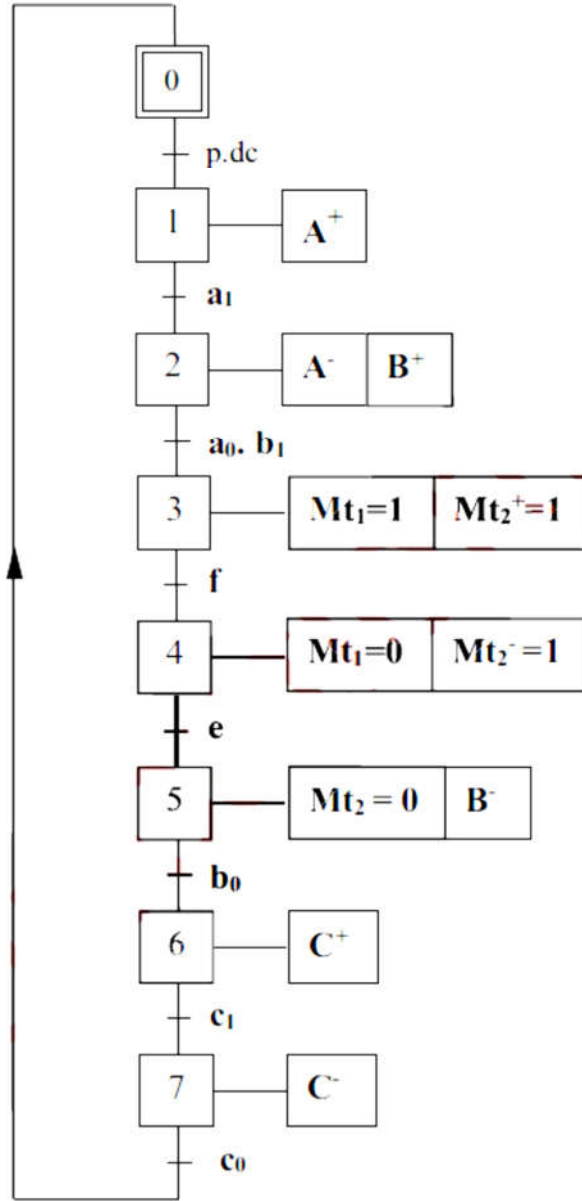 0
p.dc
1 A⁺
a₁
2 A⁻ B⁺
a₀. b₁
3 Mt₁=1 Mt₂⁺=1
f
4 Mt₁=0 Mt₂⁻=1
e
5 Mt₂ = 0 B⁻
b₀
6 C⁺
c₁
7 C⁻
c₀